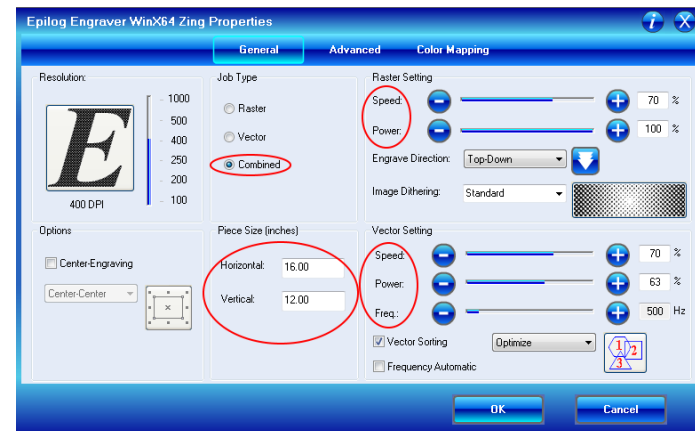 Epilog Engraver WinX64 Zing Properties
i X
General Advanced Color Mapping
Resolution:
E
1000
500
400
250
200
100
400 DPI
Job Type
Raster
Vector
Combined
Raster Setting
Speed: - + 70 %
Power: - + 100 %
Engrave Direction: Top-Down
Image Dithering: Standard
Options
Center-Engraving
Center-Center
x
Piece Size (inches)
Horizontal: 16.00
Vertical: 12.00
Vector Setting
Speed: - + 70 %
Power: - + 63 %
Freq.: - + 500 Hz
Vector Sorting Optimize
1 2
3
Frequency Automatic
OK Cancel